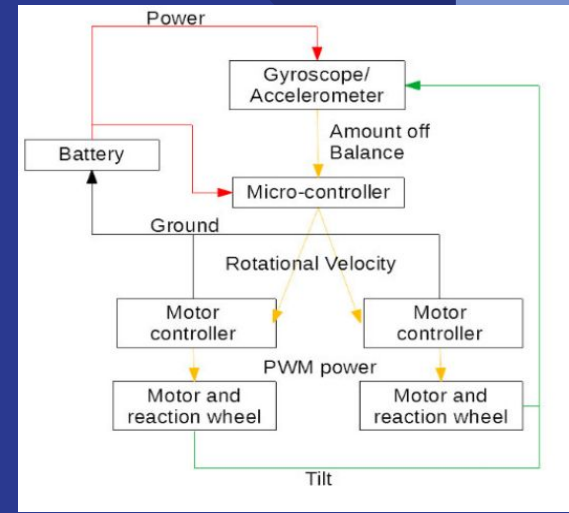 Power
Gyroscope/
Accelerometer
Amount off
Balance
Battery
Micro-controller
Ground
Rotational Velocity
Motor
controller
Motor
controller
PWM power
Motor and
reaction wheel
Motor and
reaction wheel
Tilt